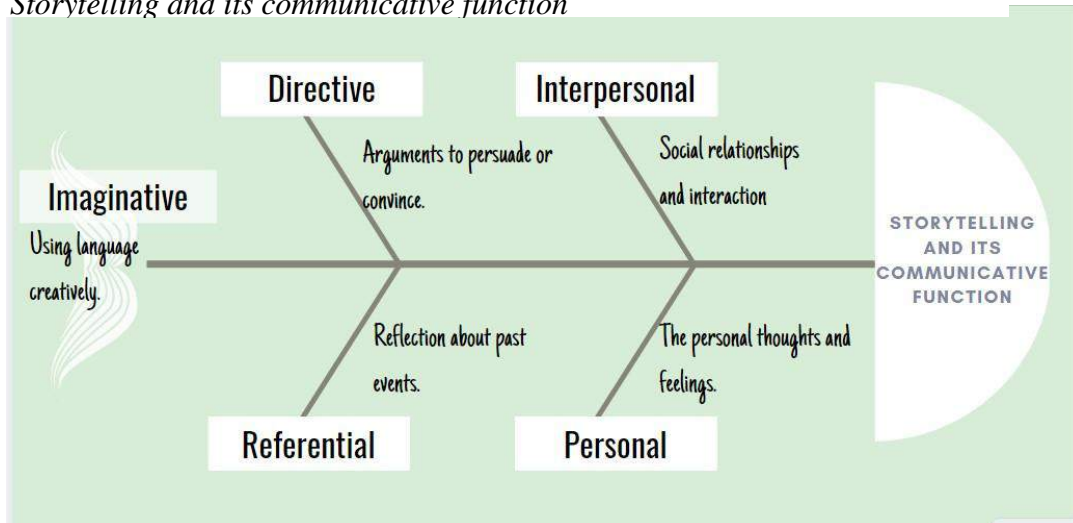 Storytelling and its communicative function
Directive
Interpersonal
Arguments to persuade or
convince.
Social relationships
and interaction
Imaginative
Using language
creatively.
STORYTELLING
AND ITS
COMMUNICATIVE
FUNCTION
Reflection about past
events.
The personal thoughts and
feelings.
Referential
Personal